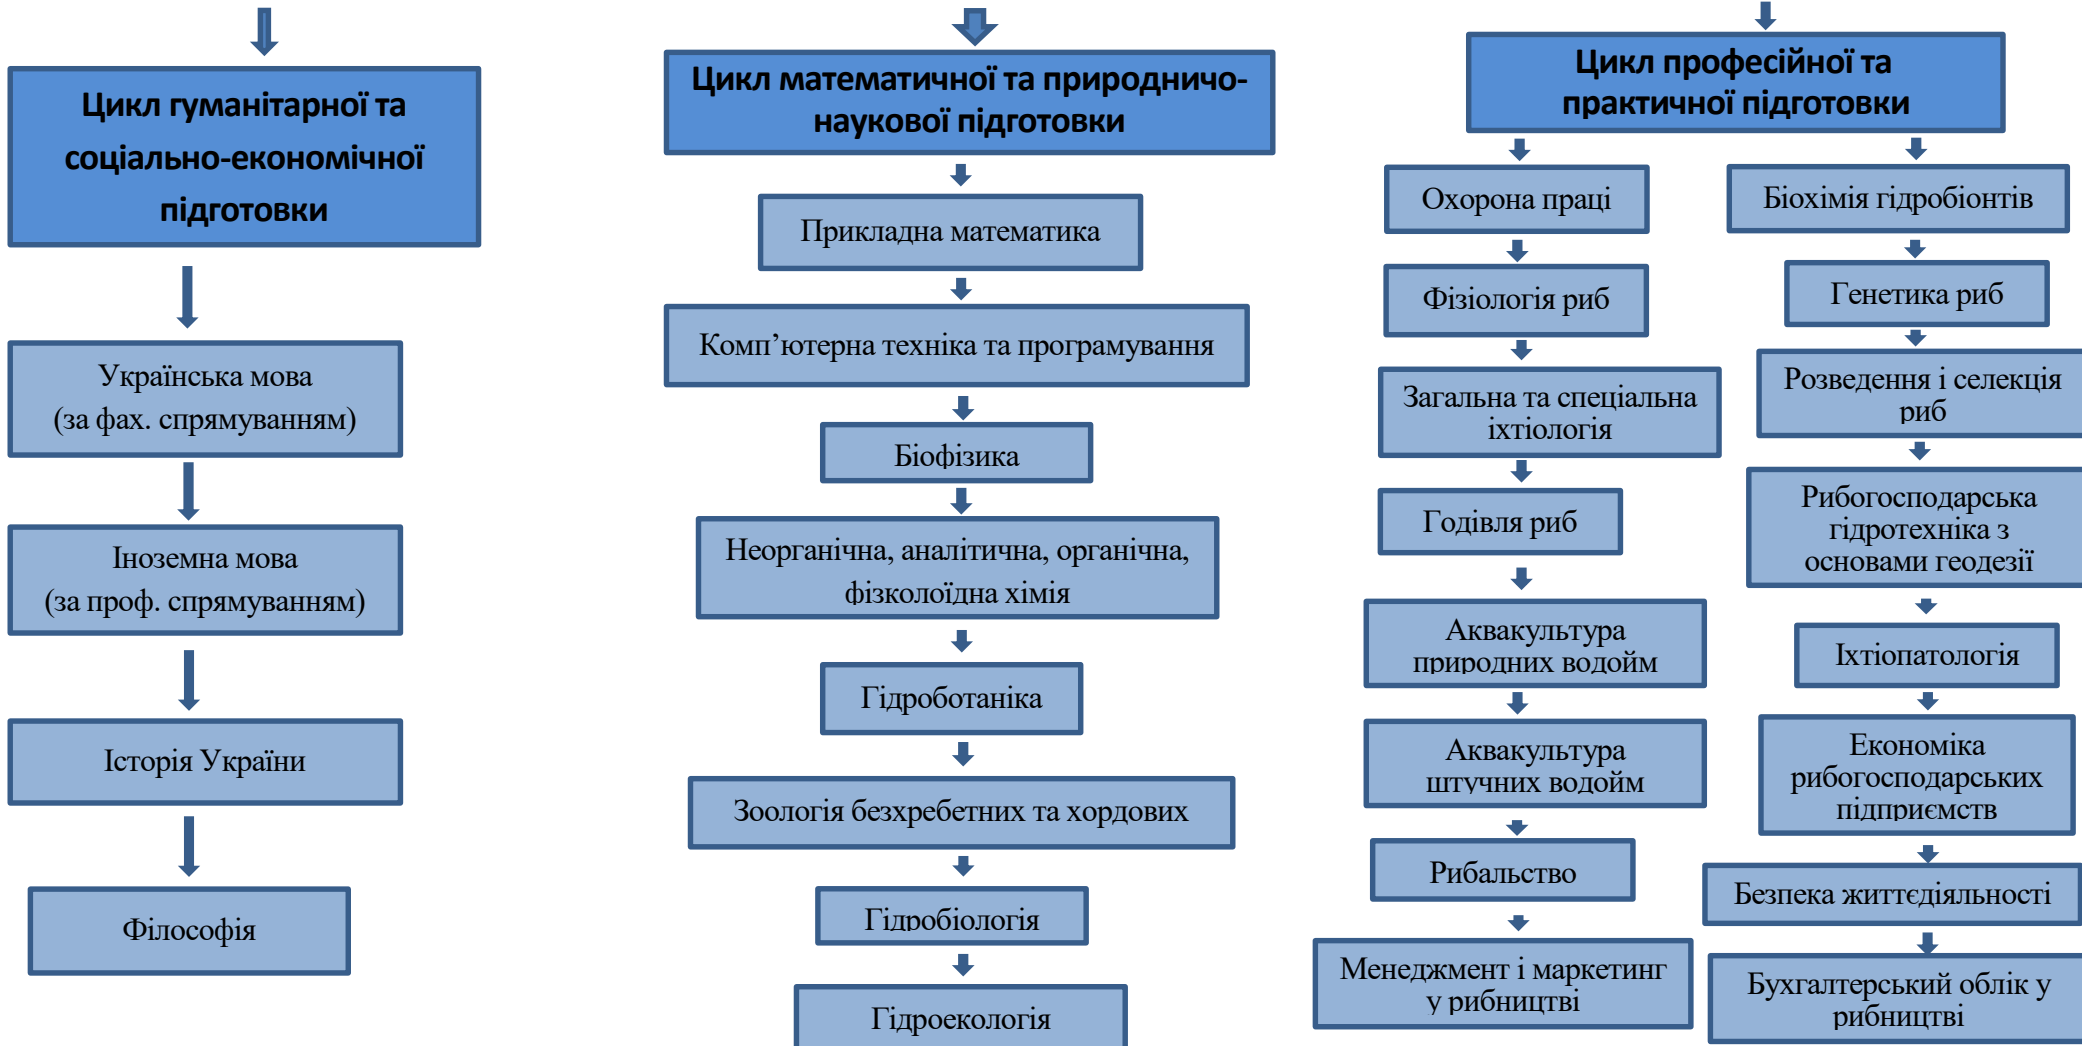 Цикл гуманітарної та
соціально-економічної
підготовки
Українська мова
(за фах. спрямуванням)
Іноземна мова
(за проф. спрямуванням)
Історія України
Філософія
Цикл математичної та природничо-
наукової підготовки
Прикладна математика
Комп’ютерна техніка та програмування
Біофізика
Неорганічна, аналітична, органічна,
фізколоїдна хімія
Гідроботаніка
Зоологія безхребетних та хордових
Гідробіологія
Гідроекологія
Цикл професійної та
практичної підготовки
Охорона праці
Фізіологія риб
Загальна та спеціальна
іхтіологія
Годівля риб
Аквакультура
природних водойм
Аквакультура
штучних водойм
Рибальство
Менеджмент і маркетинг
у рибництві
Біохімія гідробіонтів
Генетика риб
Розведення і селекція
риб
Рибогосподарська
гідротехніка з
основами геодезії
Іхтіопатологія
Економіка
рибогосподарських
підприємств
Безпека життєдіяльності
Бухгалтерський облік у
рибництві